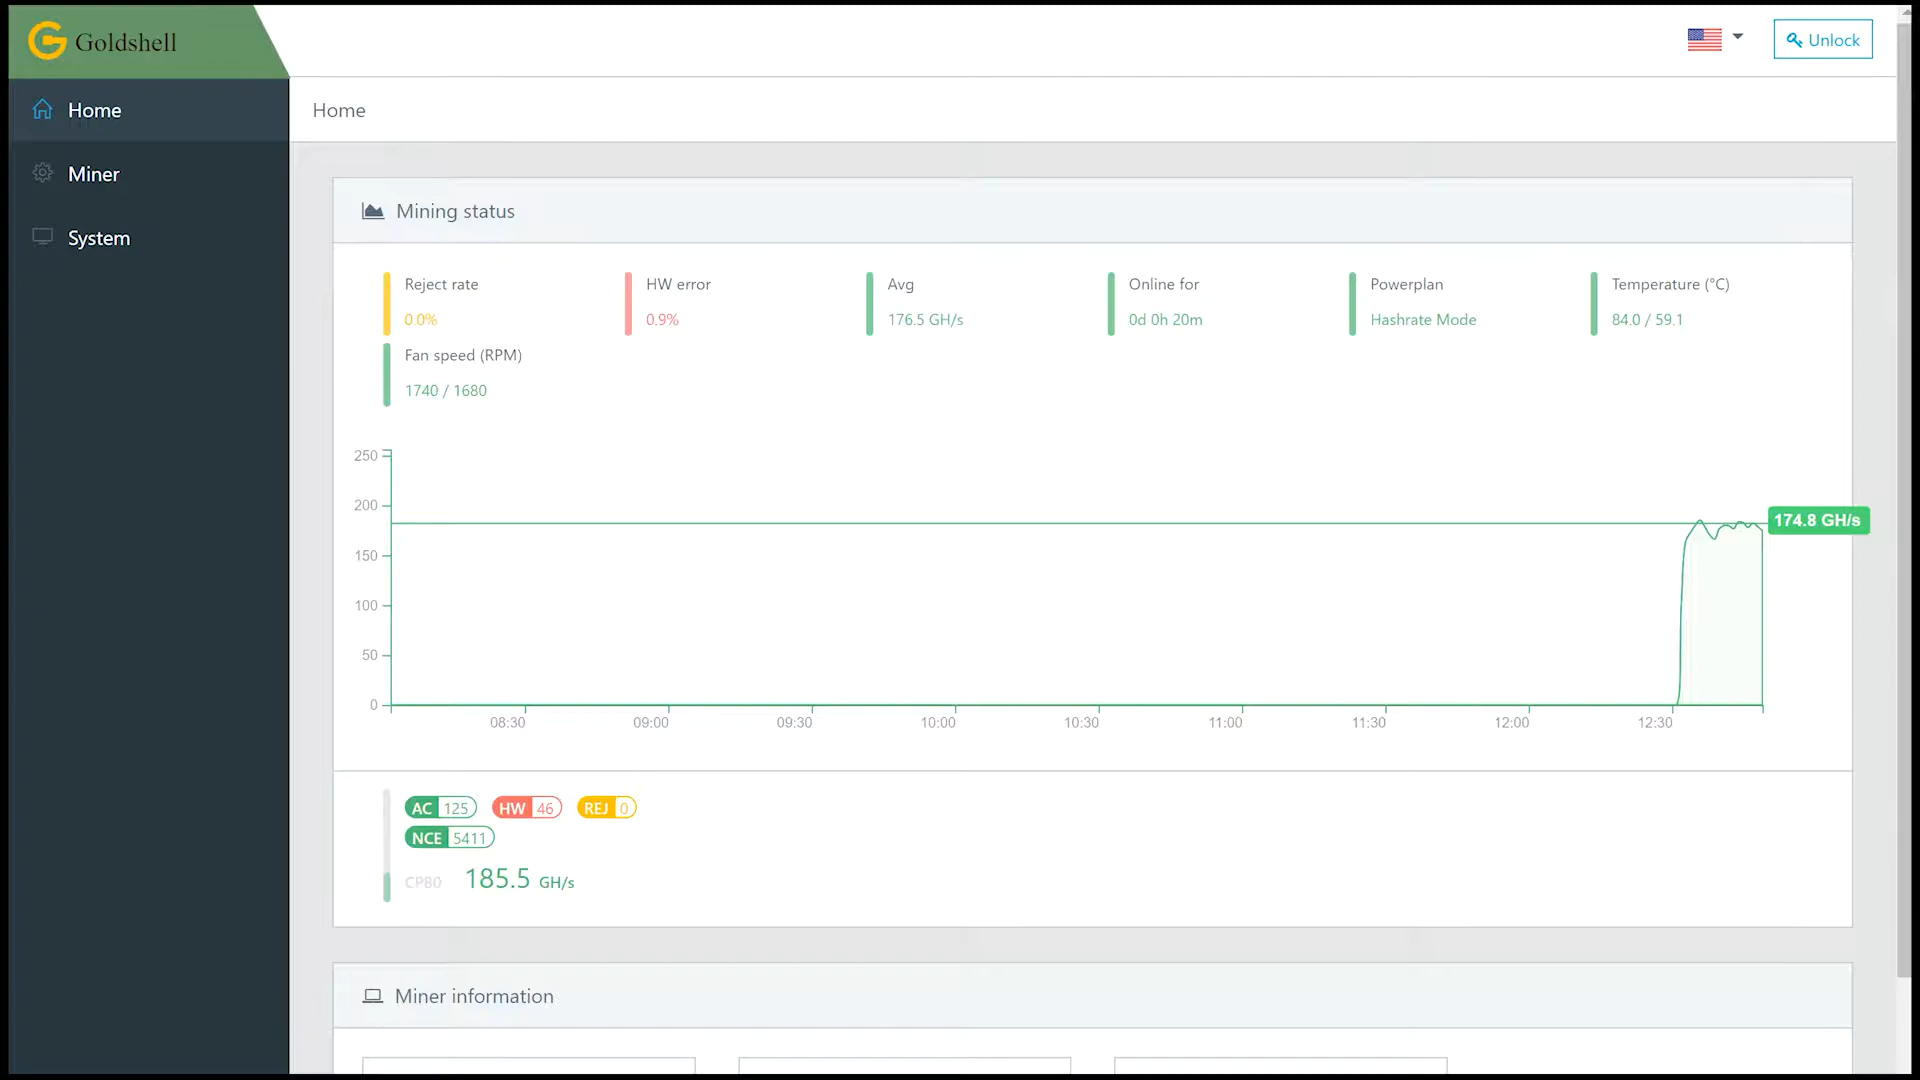 Goldshell
Unlock
Home
Miner
System
Home
Mining status
Reject rate
0.0%
HW error
0.9%
Avg
176.5 GH/s
Online for
0d 0h 20m
Powerplan
Hashrate Mode
Temperature (°C)
84.0 / 59.1
Fan speed (RPM)
1740 / 1680
250
200
150
100
50
0
174.8 GH/s
08:30 09:00 09:30 10:00 10:30 11:00 11:30 12:00 12:30
AC 125 HW 46 REJ 0
NCE 5411
CPB0 185.5 GH/s
Miner information